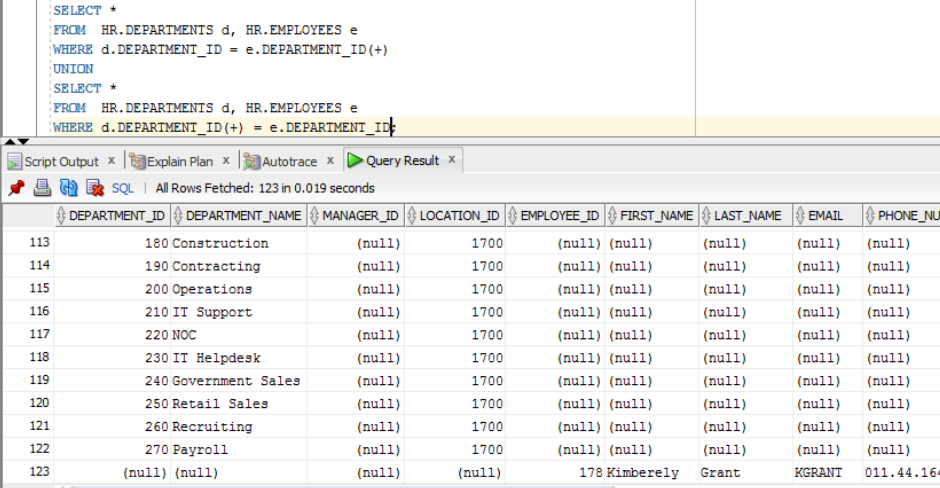 SELECT *
FROM HR.DEPARTMENTS d, HR.EMPLOYEES e
WHERE d.DEPARTMENT_ID = e.DEPARTMENT_ID(+)
UNION
SELECT *
FROM HR.DEPARTMENTS d, HR.EMPLOYEES e
WHERE d.DEPARTMENT_ID(+) = e.DEPARTMENT_ID;
Script Output x Explain Plan x Autotrace x Query Result x
SQL | All Rows Fetched: 123 in 0.019 seconds
DEPARTMENT_ID DEPARTMENT_NAME MANAGER_ID LOCATION_ID EMPLOYEE_ID FIRST_NAME LAST_NAME EMAIL PHONE_NU
113 180 Construction (null) 1700 (null) (null) (null) (null) (null)
114 190 Contracting (null) 1700 (null) (null) (null) (null) (null)
115 200 Operations (null) 1700 (null) (null) (null) (null) (null)
116 210 IT Support (null) 1700 (null) (null) (null) (null) (null)
117 220 NOC (null) 1700 (null) (null) (null) (null) (null)
118 230 IT Helpdesk (null) 1700 (null) (null) (null) (null) (null)
119 240 Government Sales (null) 1700 (null) (null) (null) (null) (null)
120 250 Retail Sales (null) 1700 (null) (null) (null) (null) (null)
121 260 Recruiting (null) 1700 (null) (null) (null) (null) (null)
122 270 Payroll (null) 1700 (null) (null) (null) (null) (null)
123 (null) (null) (null) (null) 178 Kimberely Grant KGRANT 011.44.164